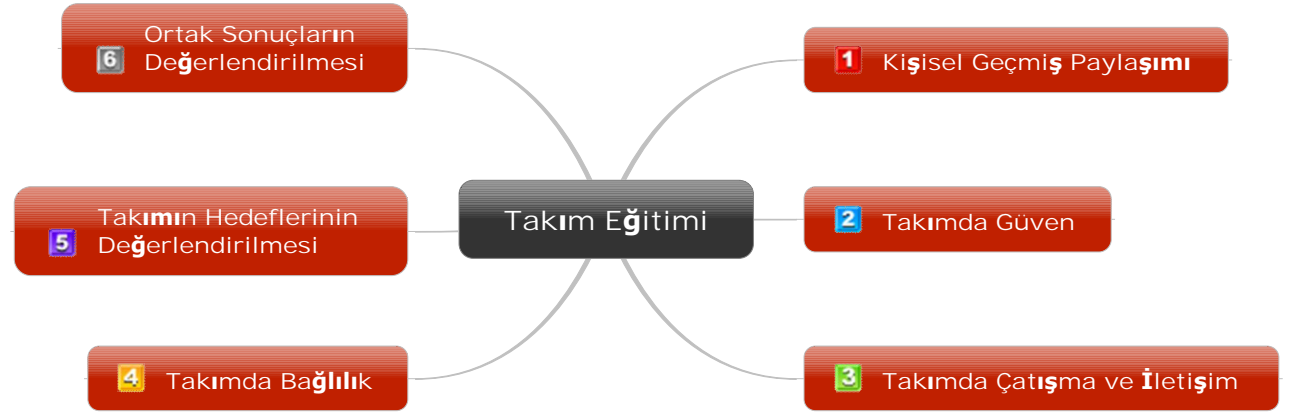 Takım Eğitimi
1 Kişisel Geçmiş Paylaşımı
2 Takımda Güven
3 Takımda Çatışma ve İletişim
4 Takımda Bağlılık
5 Takımın Hedeflerinin
Değerlendirilmesi
6 Ortak Sonuçların
Değerlendirilmesi